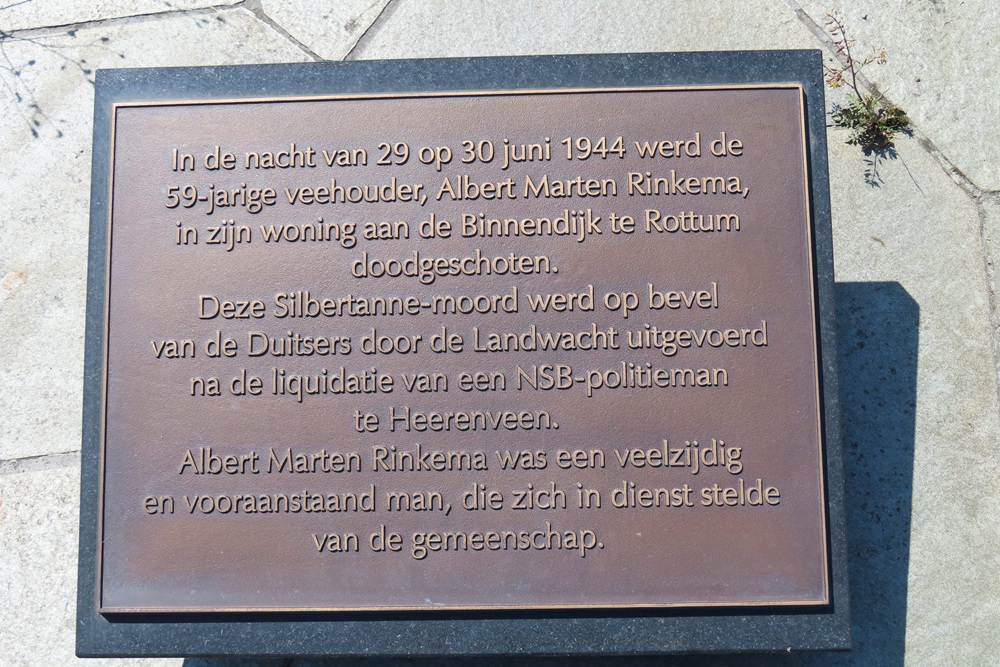 In de nacht van 29 op 30 juni 1944 werd de
59-jarige veehouder, Albert Marten Rinkema,
in zijn woning aan de Binnendijk te Rottum
doodgeschoten.
Deze Silbertanne-moord werd op bevel
van de Duitsers door de Landwacht uitgevoerd
na de liquidatie van een NSB-politieman
te Heerenveen.
Albert Marten Rinkema was een veelzijdig
en vooraanstaand man, die zich in dienst stelde
van de gemeenschap.